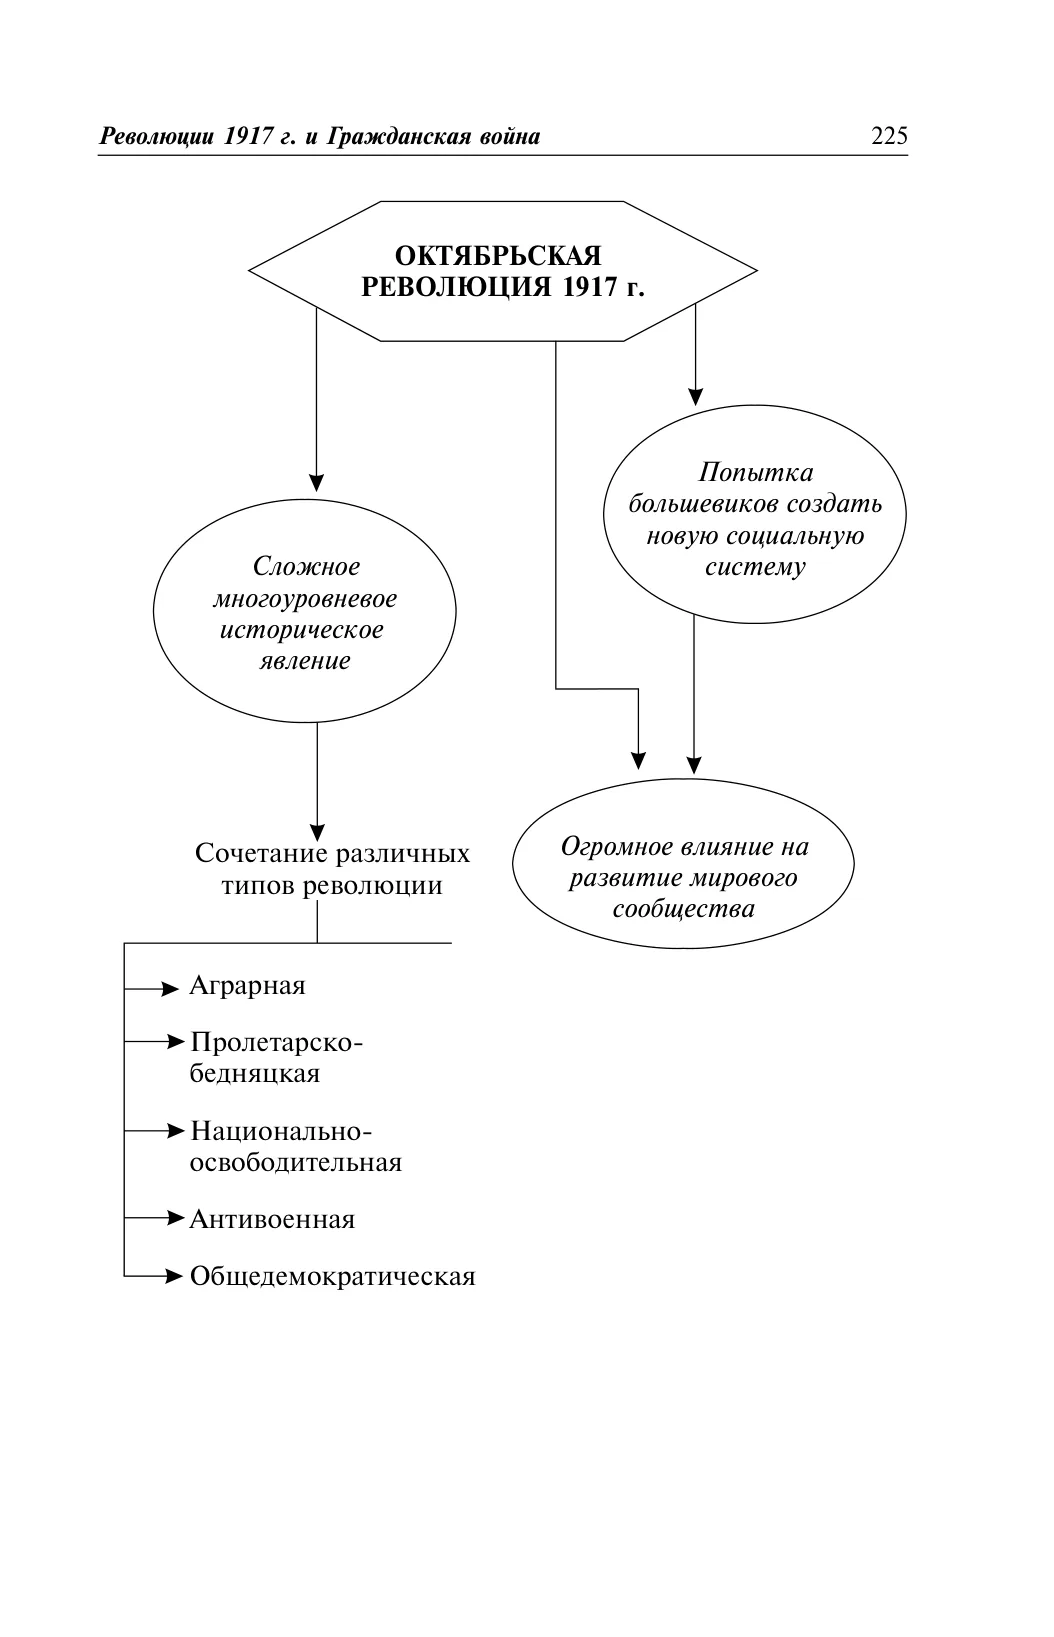 Революции 1917 г. и Гражданская война 225
ОКТЯБРЬСКАЯ
РЕВОЛЮЦИЯ 1917 г.
Попытка
большевиков создать
новую социальную
систему
Сложное
многоуровневое
историческое
явление
Сочетание различных
типов революции
Огромное влияние на
развитие мирового
сообщества
Аграрная
Пролетарско-
бедняцкая
Национально-
освободительная
Антивоенная
Общедемократическая